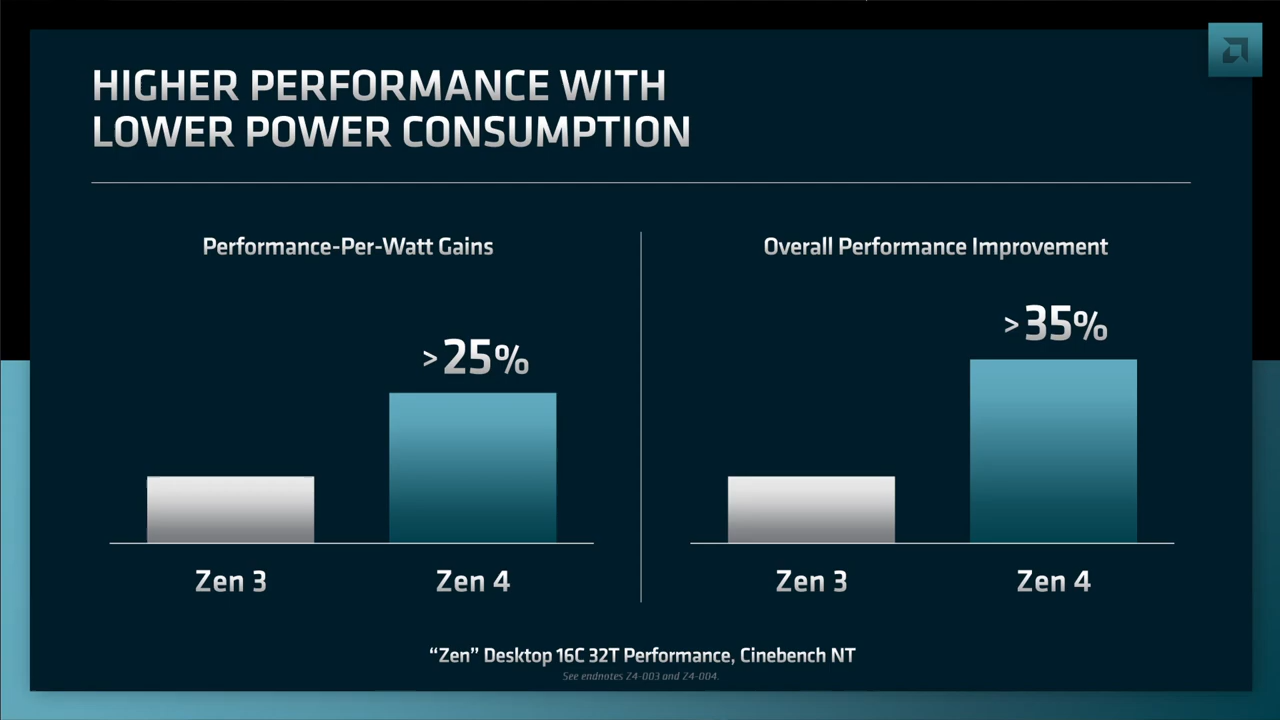 HIGHER PERFORMANCE WITH
LOWER POWER CONSUMPTION
Performance-Per-Watt Gains
>25%
Zen 3
Zen 4
Overall Performance Improvement
>35%
Zen 3
Zen 4
“Zen” Desktop 16C 32T Performance, Cinebench NT
See endnotes Z4-003 and Z4-004.